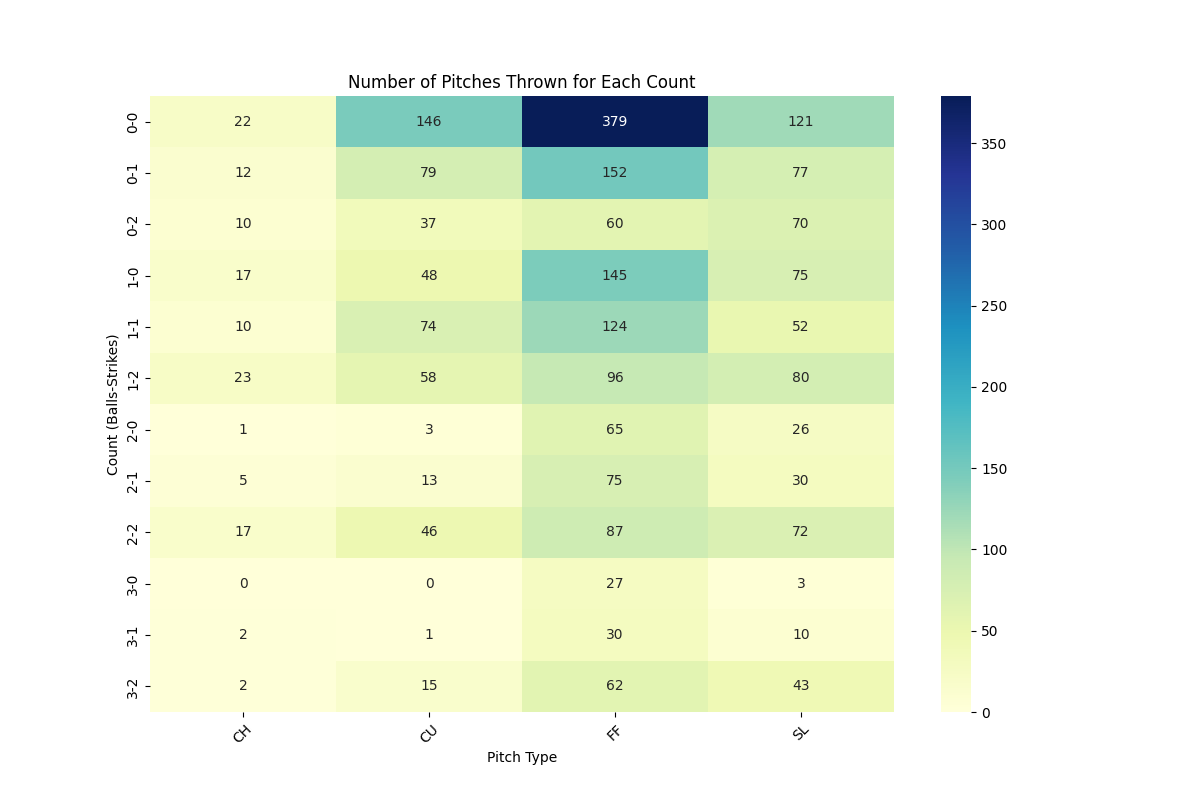 Number of Pitches Thrown for Each Count
0-0 22 146 379 121
0-1 12 79 152 77
0-2 10 37 60 70
1-0 17 48 145 75
1-1 10 74 124 52
1-2 23 58 96 80
2-0 1 3 65 26
2-1 5 13 75 30
2-2 17 46 87 72
3-0 0 0 27 3
3-1 2 1 30 10
3-2 2 15 62 43
CH CU FF SL
Pitch Type
Count (Balls-Strikes)
350
300
250
200
150
100
50
0